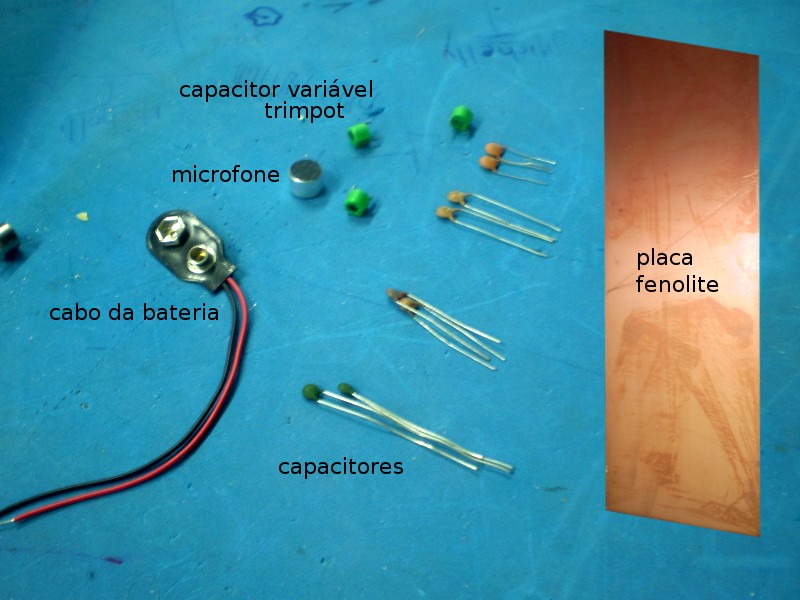 capacitor variável
trimpot
microfone
placa
fenolite
cabo da bateria
capacitores